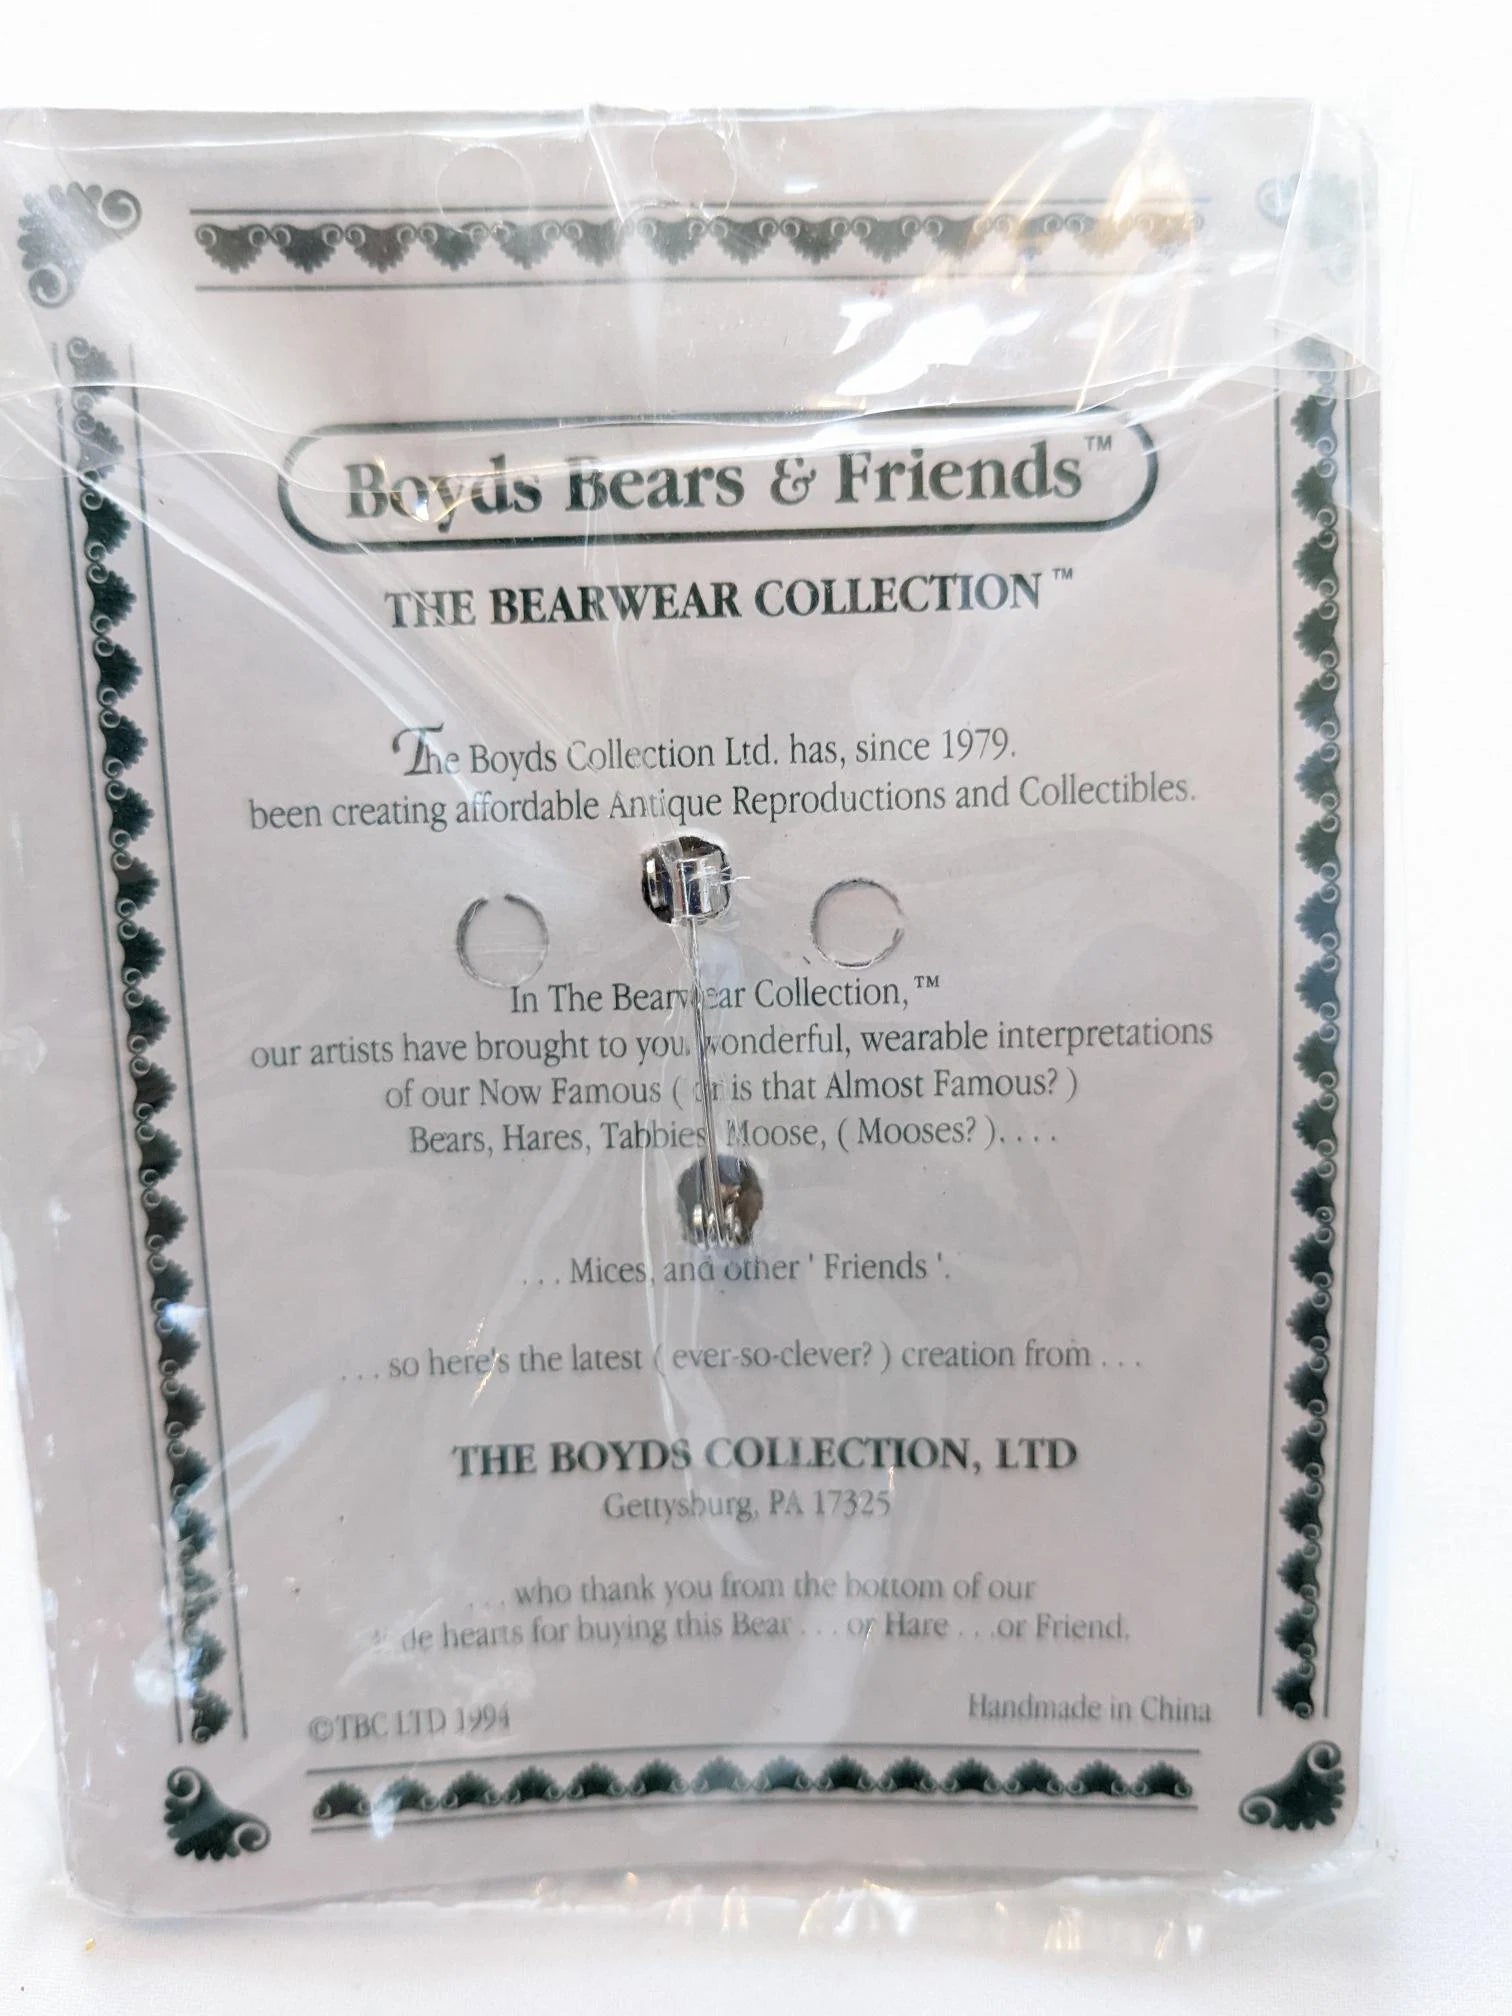 Boyds Bears & Friends™
THE BEARWEAR COLLECTION™
The Boyds Collection Ltd. has, since 1979.
been creating affordable Antique Reproductions and Collectibles.
In The Bearwear Collection,™
our artists have brought to you, wonderful, wearable interpretations
of our Now Famous ( or is that Almost Famous? )
Bears, Hares, Tabbies, Moose, ( Mooses? ). . . .
. . . Mices, and other ' Friends '.
. . . so here's the latest ( ever-so-clever? ) creation from . . .
THE BOYDS COLLECTION, LTD
Gettysburg, PA 17325
. . . who thank you from the bottom of our
hearts for buying this Bear . . . or Hare . . .or Friend.
©TBC LTD 1994
Handmade in China